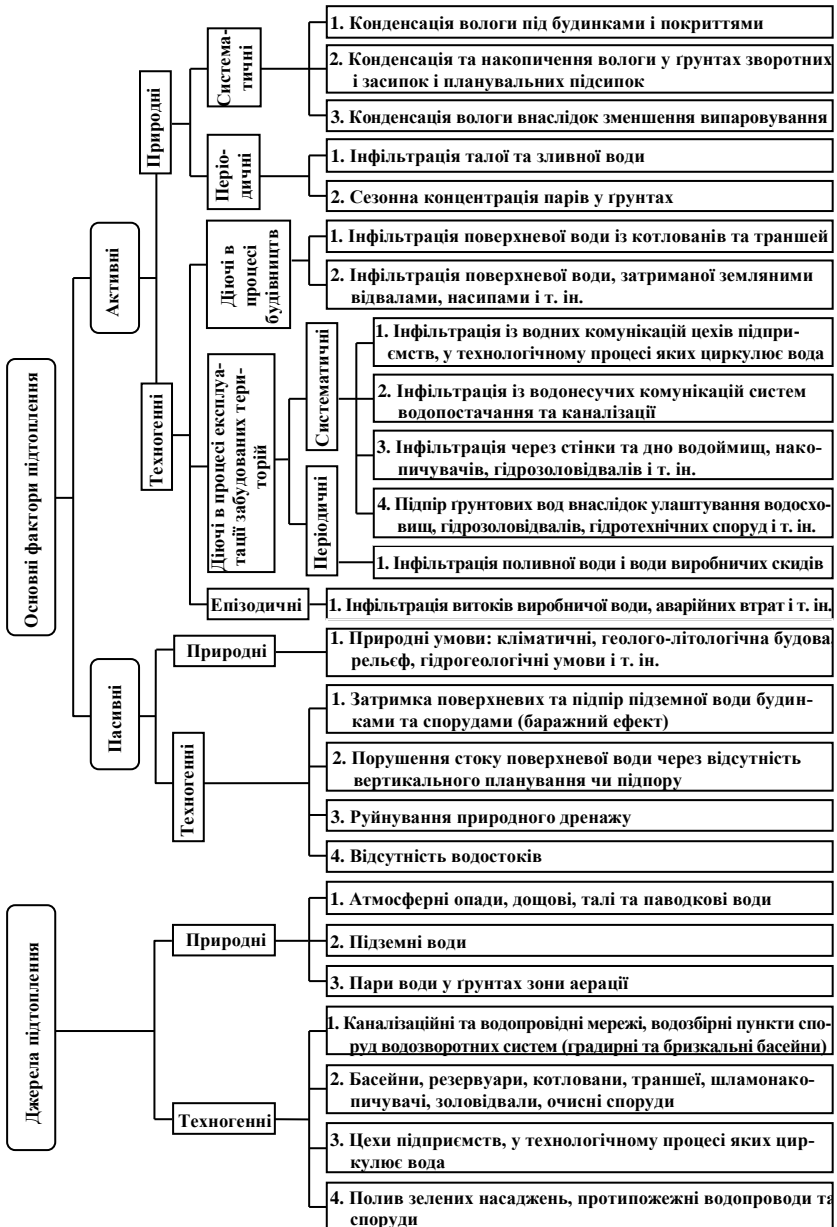 Основні фактори підтоплення
Активні
Природні
Система-
тичні
1. Конденсація вологи під будинками і покриттями
2. Конденсація та накопичення вологи у ґрунтах зворотних
і засипок і планувальних підсипок
3. Конденсація вологи внаслідок зменшення випаровування
Періо-
дичні
1. Інфільтрація талої та зливної води
2. Сезонна концентрація парів у ґрунтах
Техногенні
Діючі в
процесі
будівництв
1. Інфільтрація поверхневої води із котлованів та траншей
2. Інфільтрація поверхневої води, затриманої земляними
відвалами, насипами і т. ін.
Діючі в процесі експлуа-
тації забудованих тери-
торій
Систематичні
1. Інфільтрація із водних комунікацій цехів підпри-
ємств, у технологічному процесі яких циркулює вода
2. Інфільтрація із водонесучих комунікацій систем
водопостачання та каналізації
3. Інфільтрація через стінки та дно водоймищ, нако-
пичувачів, гідрозоловідвалів і т. ін.
4. Підпір ґрунтових вод внаслідок улаштування водосхо-
вищ, гідрозоловідвалів, гідротехнічних споруд і т. ін.
Періодичні
1. Інфільтрація поливної води і води виробничих скидів
Епізодичні
1. Інфільтрація витоків виробничої води, аварійних втрат і т. ін.
Пасивні
Природні
1. Природні умови: кліматичні, геолого-літологічна будова,
рельєф, гідрогеологічні умови і т. ін.
Техногенні
1. Затримка поверхневих та підпір підземної води будин-
ками та спорудами (баражний ефект)
2. Порушення стоку поверхневої води через відсутність
вертикального планування чи підпору
3. Руйнування природного дренажу
4. Відсутність водостоків
Джерела підтоплення
Природні
1. Атмосферні опади, дощові, талі та паводкові води
2. Підземні води
3. Пари води у ґрунтах зони аерації
Техногенні
1. Каналізаційні та водопровідні мережі, водозбірні пункти спо-
руд водозворотних систем (градирні та бризкальні басейни)
2. Басейни, резервуари, котловани, траншеї, шламонако-
пичувачі, золовідвали, очисні споруди
3. Цехи підприємств, у технологічному процесі яких цир-
кулює вода
4. Полив зелених насаджень, протипожежні водопроводи та
споруди